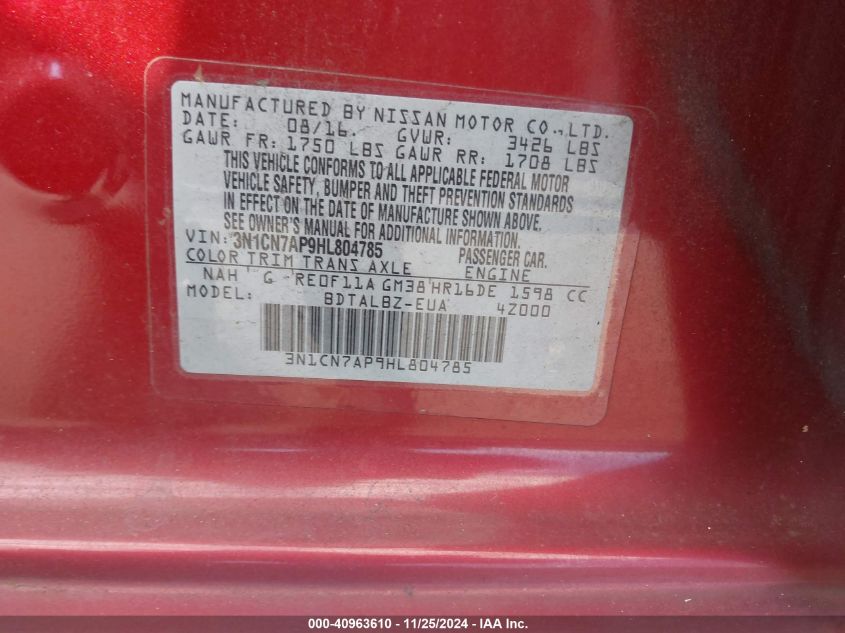 MANUFACTURED BY NISSAN MOTOR CO.,LTD.
DATE: 08/16. GVWR: 3426 LBS
GAWR FR: 1750 LBS GAWR RR: 1708 LBS
THIS VEHICLE CONFORMS TO ALL APPLICABLE FEDERAL MOTOR
VEHICLE SAFETY, BUMPER AND THEFT PREVENTION STANDARDS
IN EFFECT ON THE DATE OF MANUFACTURE SHOWN ABOVE.
SEE OWNER'S MANUAL FOR ADDITIONAL INFORMATION.
VIN: 3N1CN7AP9HL804785 PASSENGER CAR.
COLOR TRIM TRANS AXLE ENGINE
NAH G RE0F11A GM38 HR16DE 1598 CC
MODEL: BDTALBZ-EUA 4Z000
3N1CN7AP9HL804785
000-40963610 - 11/25/2024 - IAA Inc.